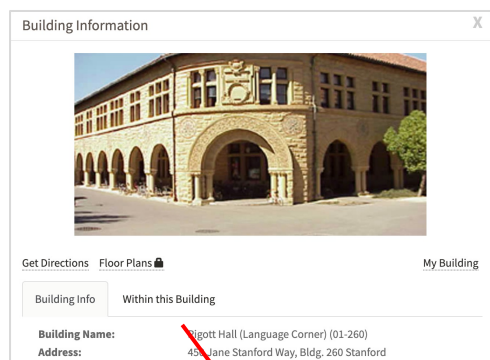 Building Information X
Get Directions Floor Plans My Building
Building Info Within this Building
Building Name: Pigott Hall (Language Corner) (01-260)
Address: 450 Jane Stanford Way, Bldg. 260 Stanford